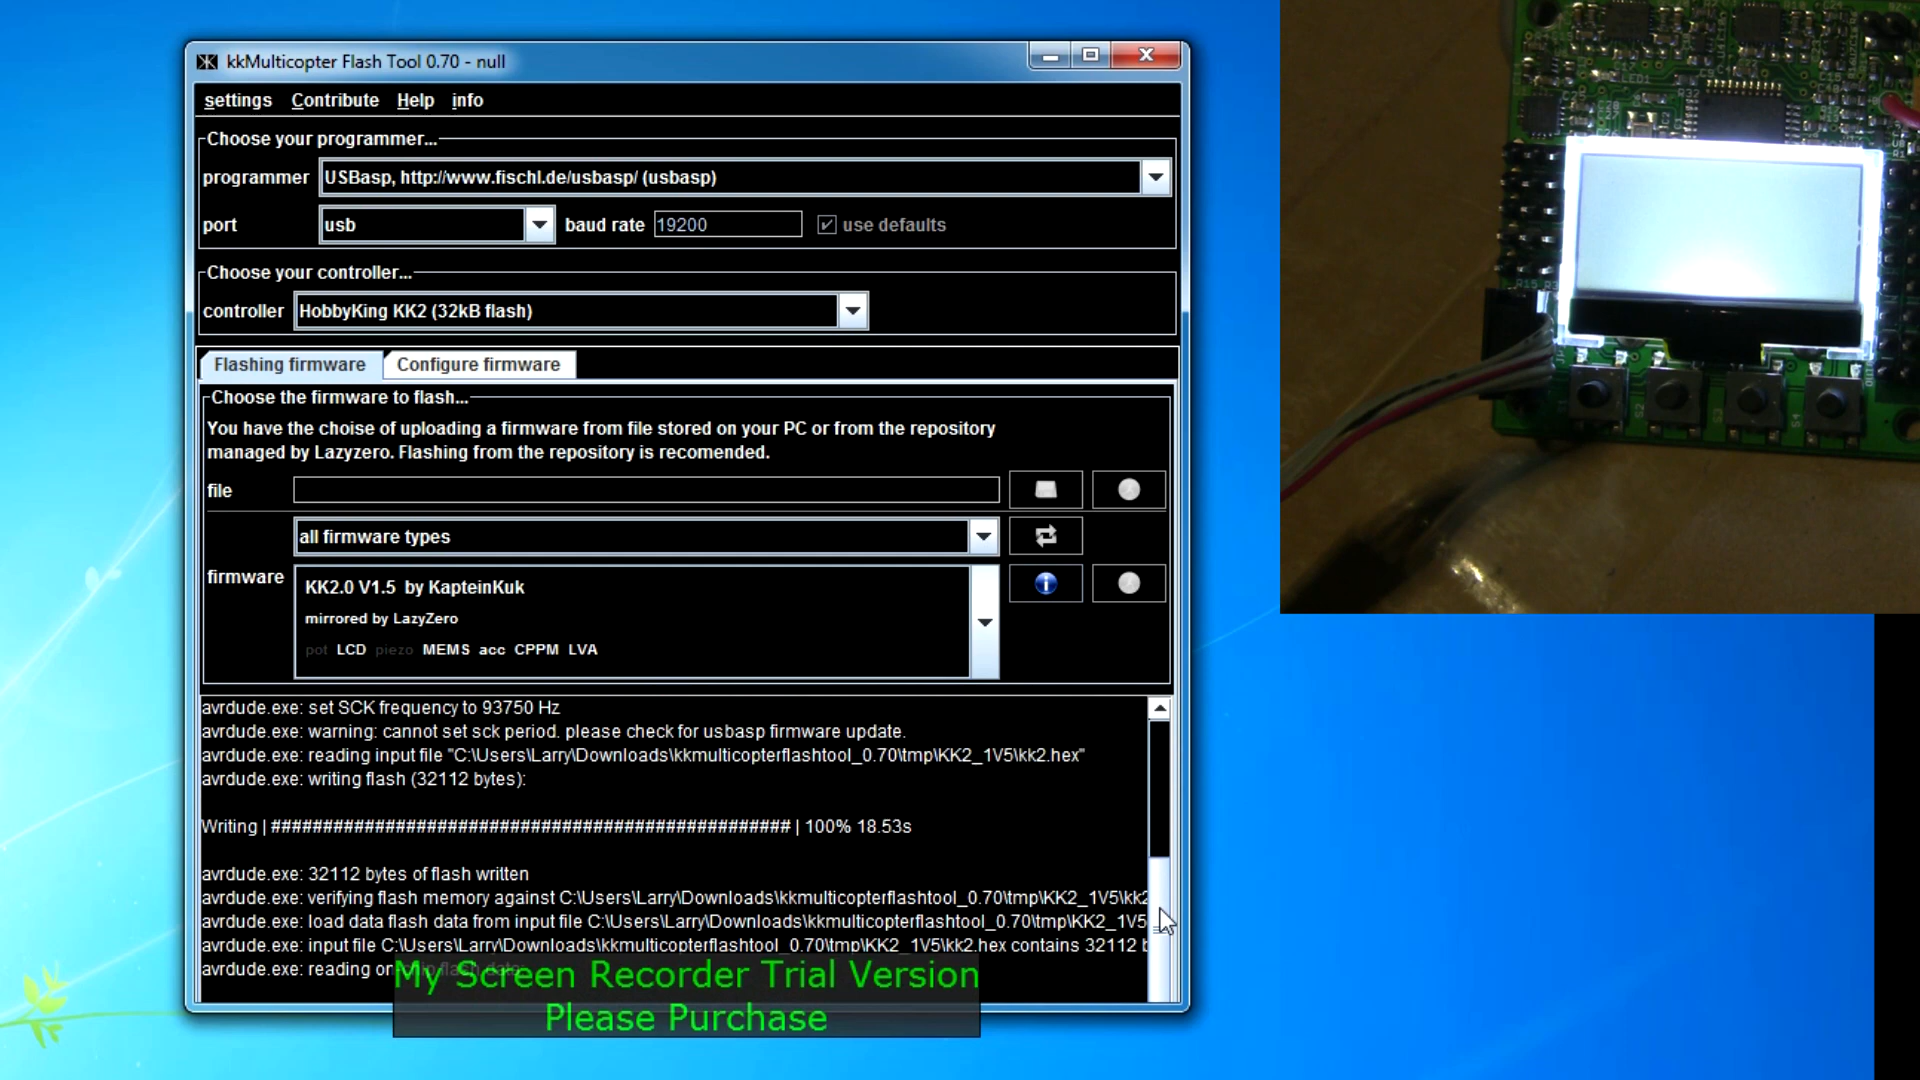 kkMulticopter Flash Tool 0.70 - null
settings Contribute Help info
Choose your programmer...
programmer USBasp, http://www.fischl.de/usbasp/ (usbasp)
port usb baud rate 19200 use defaults
Choose your controller...
controller HobbyKing KK2 (32kB flash)
Flashing firmware Configure firmware
Choose the firmware to flash...
You have the choise of uploading a firmware from file stored on your PC or from the repository
managed by Lazyzero. Flashing from the repository is recomended.
file
all firmware types
firmware
KK2.0 V1.5 by KapteinKuk
mirrored by LazyZero
pot LCD piezo MEMS acc CPPM LVA
avrdude.exe: set SCK frequency to 93750 Hz
avrdude.exe: warning: cannot set sck period. please check for usbasp firmware update.
avrdude.exe: reading input file "C:\Users\Larry\Downloads\kkmulticopterflashtool_0.70\tmp\KK2_1V5\kk2.hex"
avrdude.exe: writing flash (32112 bytes):
Writing | ################################################## | 100% 18.53s
avrdude.exe: 32112 bytes of flash written
avrdude.exe: verifying flash memory against C:\Users\Larry\Downloads\kkmulticopterflashtool_0.70\tmp\KK2_1V5\kk2
avrdude.exe: load data flash data from input file C:\Users\Larry\Downloads\kkmulticopterflashtool_0.70\tmp\KK2_1V5
avrdude.exe: input file C:\Users\Larry\Downloads\kkmulticopterflashtool_0.70\tmp\KK2_1V5\kk2.hex contains 32112 b
avrdude.exe: reading on-chip flash data:
My Screen Recorder Trial Version
Please Purchase
S2
S3
S4